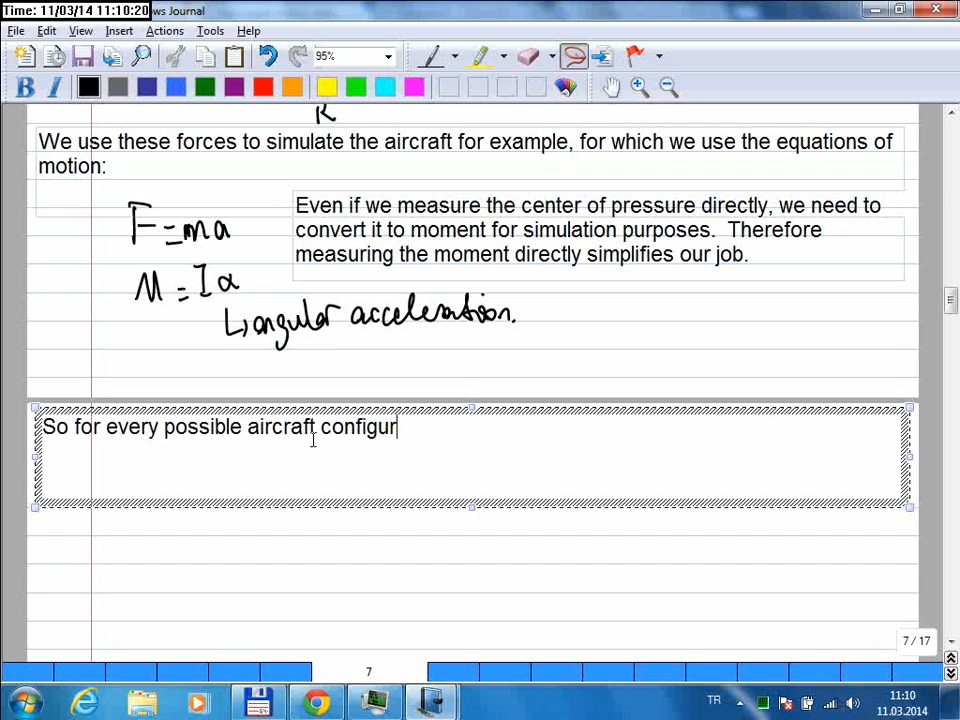 Time: 11/03/14 11:10:20
ws Journal
File Edit View Insert Actions Tools Help
95%
B I
R
We use these forces to simulate the aircraft for example, for which we use the equations of
motion:
F = ma
Even if we measure the center of pressure directly, we need to
convert it to moment for simulation purposes. Therefore
measuring the moment directly simplifies our job.
M = I α
↳ angular acceleration.
So for every possible aircraft configur
7 / 17
7
TR
11:10
11.03.2014